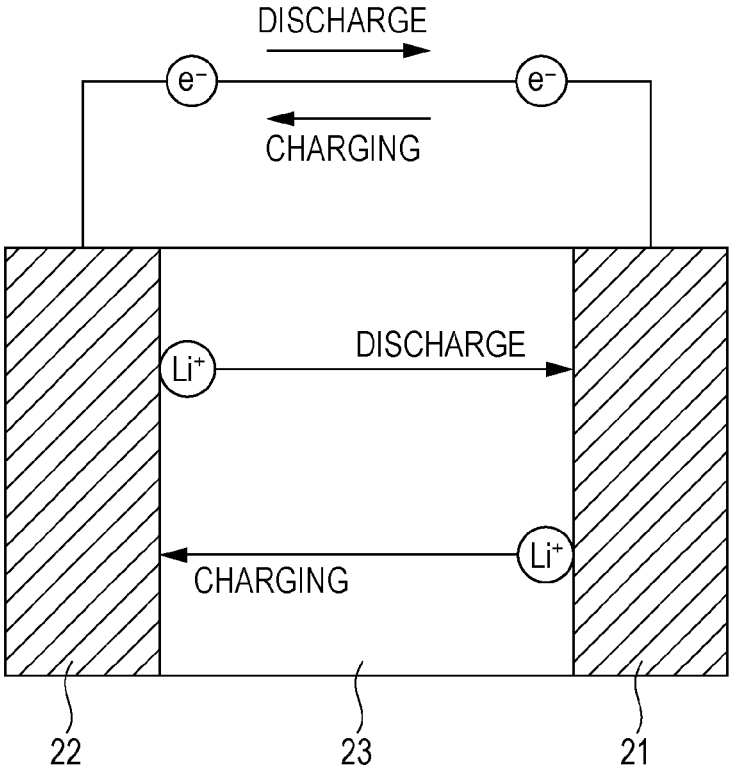 DISCHARGE
e⁻ e⁻
CHARGING
DISCHARGE
Li⁺
Li⁺
CHARGING
22 23 21